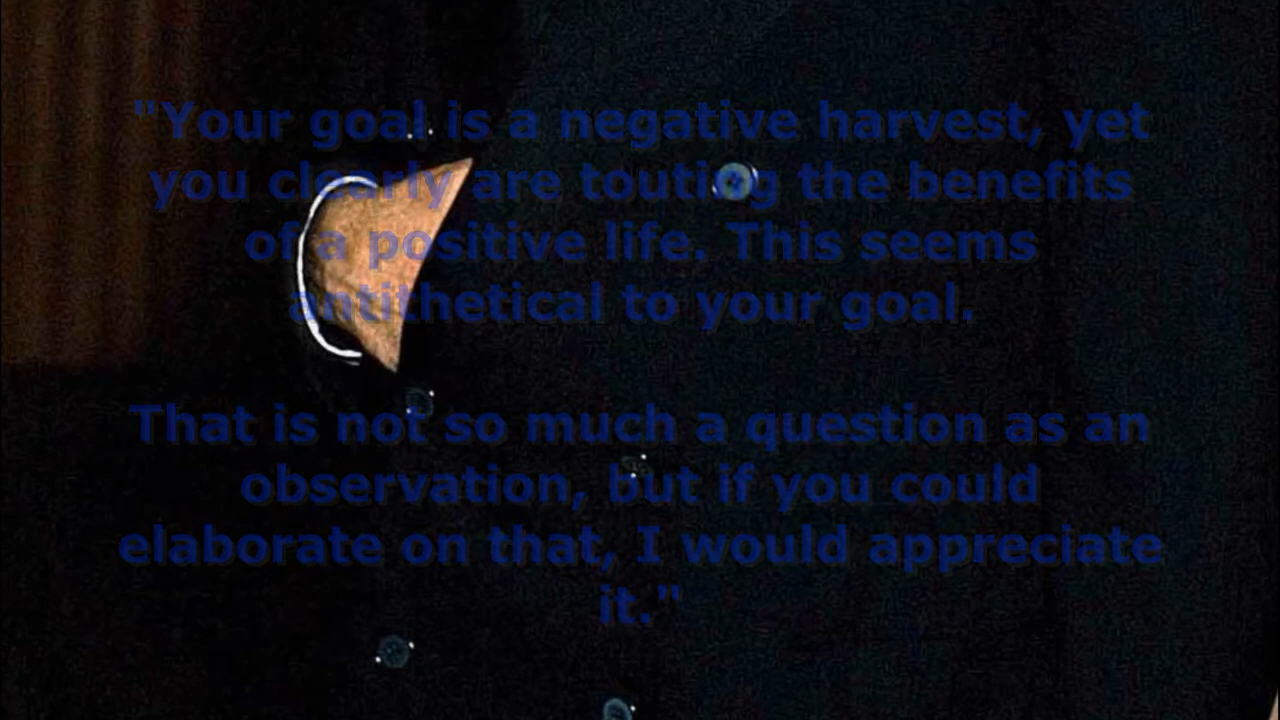 "Your goal is a negative harvest, yet
you clearly are touting the benefits
of a positive life. This seems
antithetical to your goal.
That is not so much a question as an
observation, but if you could
elaborate on that, I would appreciate
it."